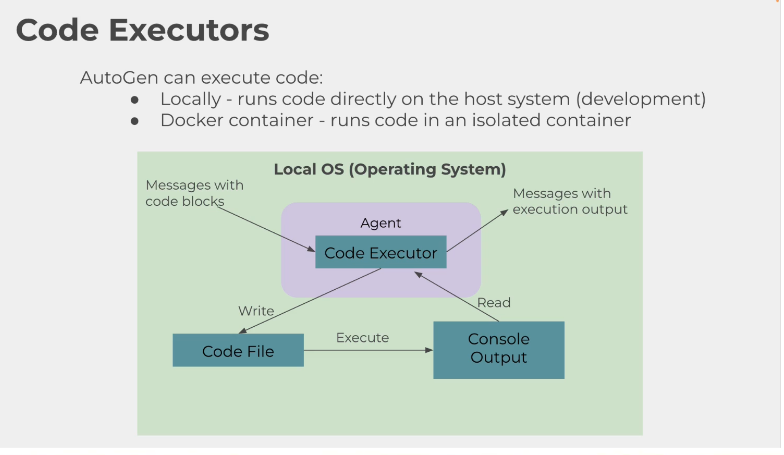 Code Executors
AutoGen can execute code:
● Locally - runs code directly on the host system (development)
● Docker container - runs code in an isolated container
Local OS (Operating System)
Messages with
code blocks
Messages with
execution output
Agent
Code Executor
Write
Read
Code File
Execute
Console
Output